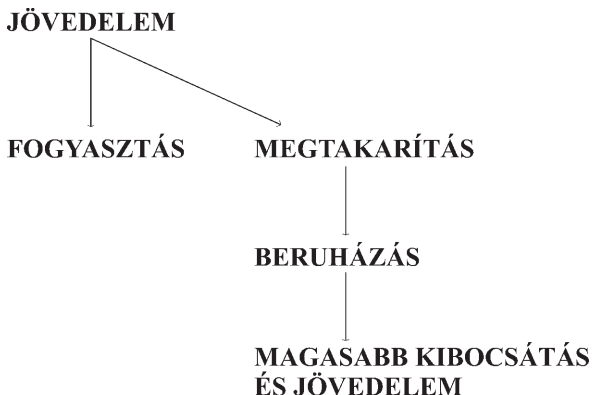 JÖVEDELEM
FOGYASZTÁS
MEGTAKARÍTÁS
BERUHÁZÁS
MAGASABB KIBOCSÁTÁS
ÉS JÖVEDELEM